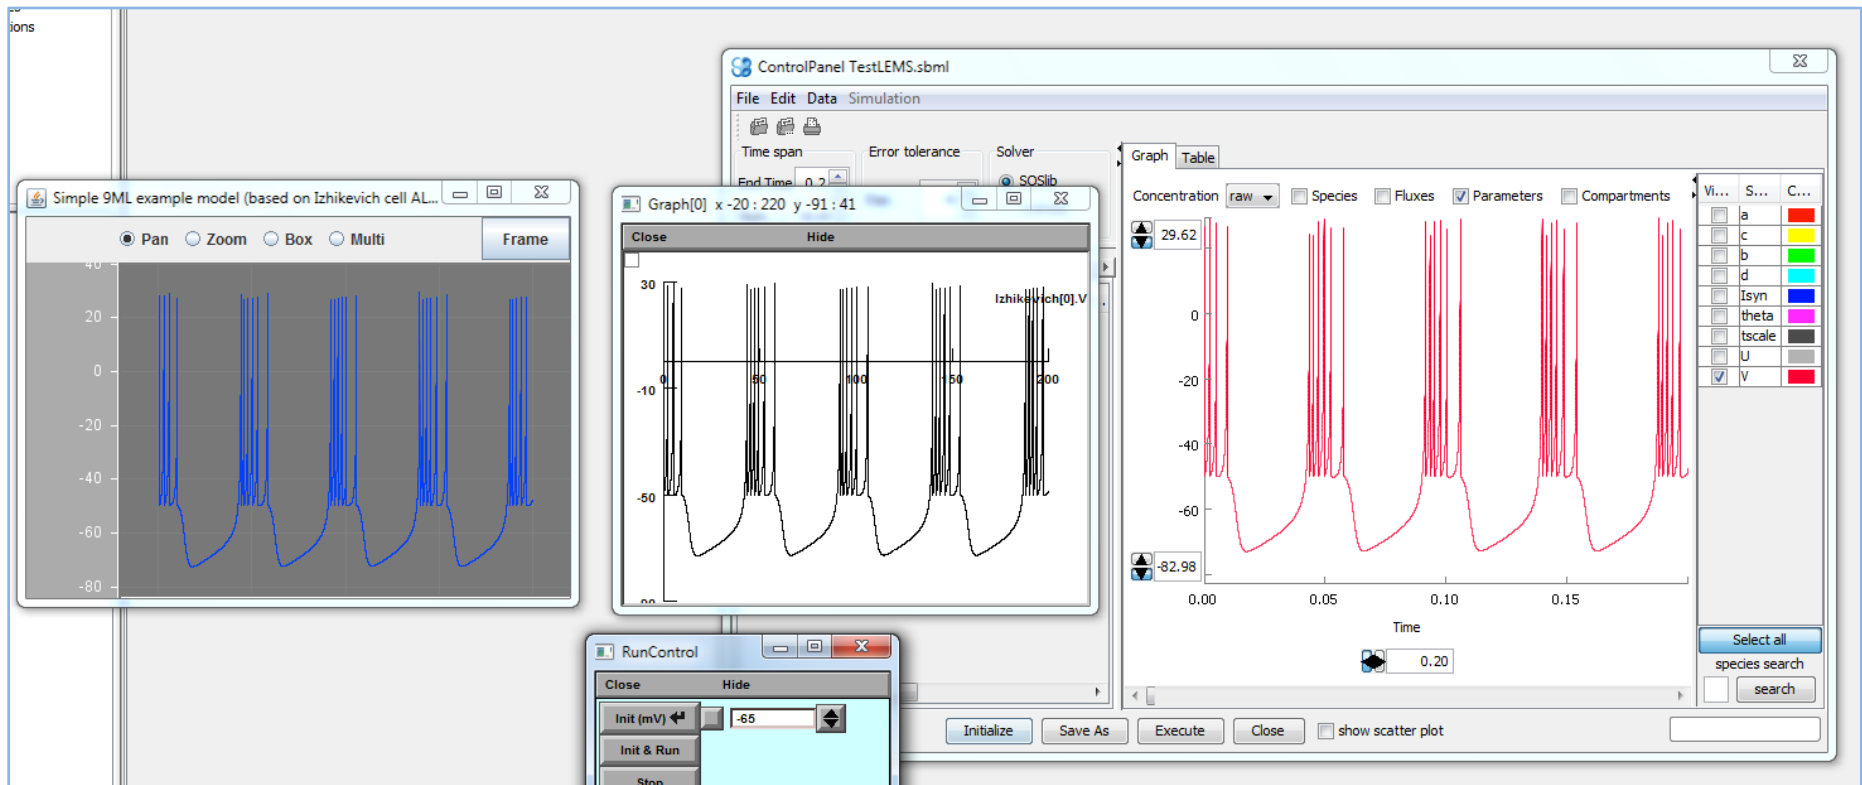 ions
ControlPanel TestLEMS.sbml
File Edit Data Simulation
Time span Error tolerance Solver
End Time 0.2 SOSlib
Graph Table
Concentration raw Species Fluxes Parameters Compartments
Vi... S... C...
a
c
b
d
Isyn
theta
tscale
U
V
29.62
0
-20
-40
-60
-82.98
0.00 0.05 0.10 0.15
Time
0.20
Select all
species search
search
Initialize Save As Execute Close show scatter plot
Simple 9ML example model (based on Izhikevich cell AL...
Pan Zoom Box Multi Frame
40
20
0
-20
-40
-60
-80
Graph[0] x -20 : 220 y -91 : 41
Close Hide
30
Izhikevich[0].V
0 50 100 150 200
-10
-50
-90
RunControl
Close Hide
Init (mV) -65
Init & Run
Stop